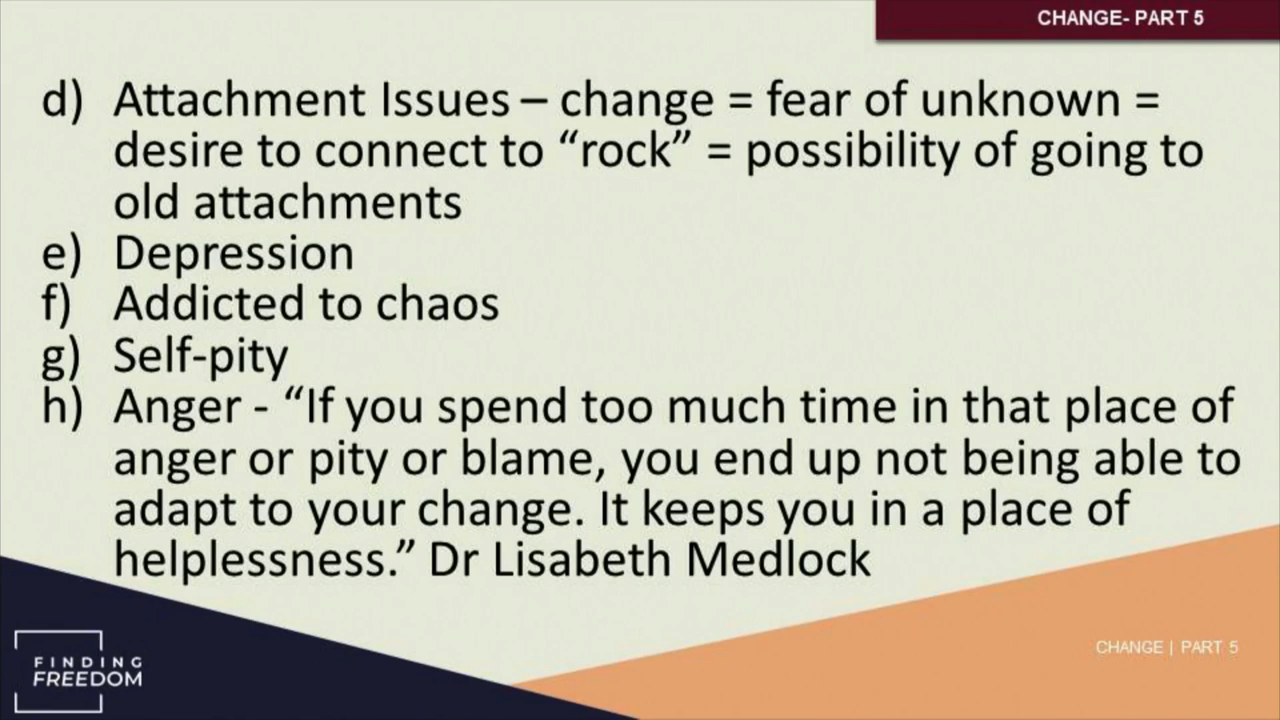 CHANGE- PART 5
d) Attachment Issues – change = fear of unknown =
desire to connect to “rock” = possibility of going to
old attachments
e) Depression
f) Addicted to chaos
g) Self-pity
h) Anger - “If you spend too much time in that place of
anger or pity or blame, you end up not being able to
adapt to your change. It keeps you in a place of
helplessness.” Dr Lisabeth Medlock
CHANGE | PART 5
FINDING
FREEDOM